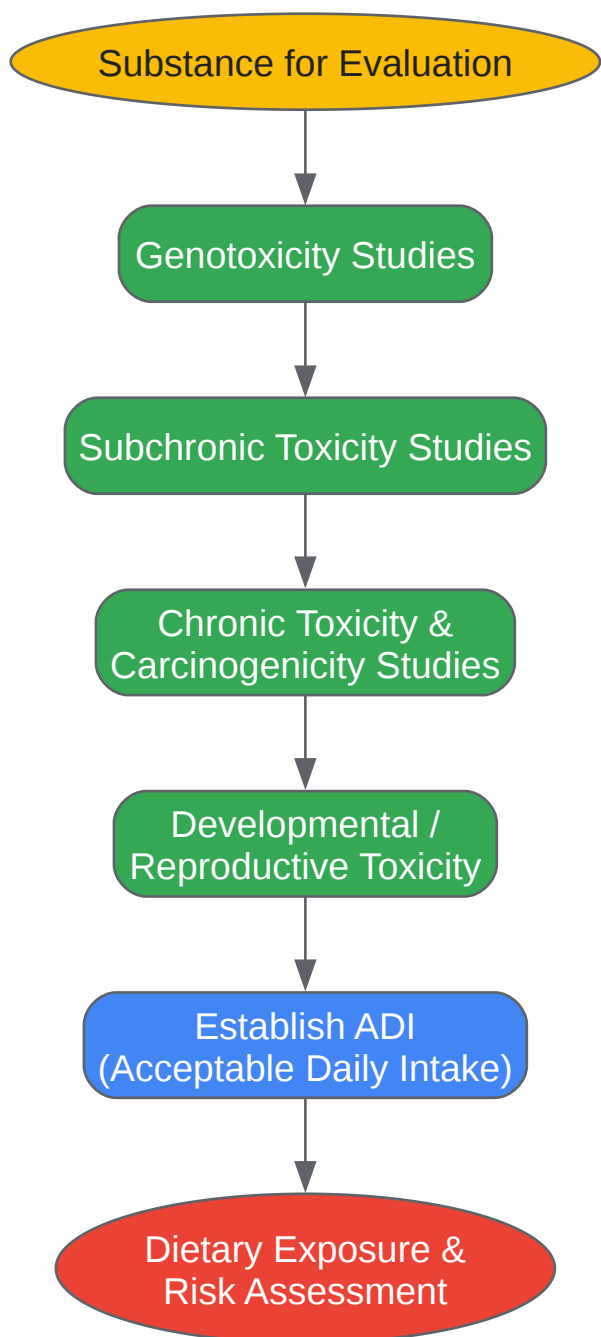 Substance for Evaluation
Genotoxicity Studies
Subchronic Toxicity Studies
Chronic Toxicity &
Carcinogenicity Studies
Developmental /
Reproductive Toxicity
Establish ADI
(Acceptable Daily Intake)
Dietary Exposure &
Risk Assessment